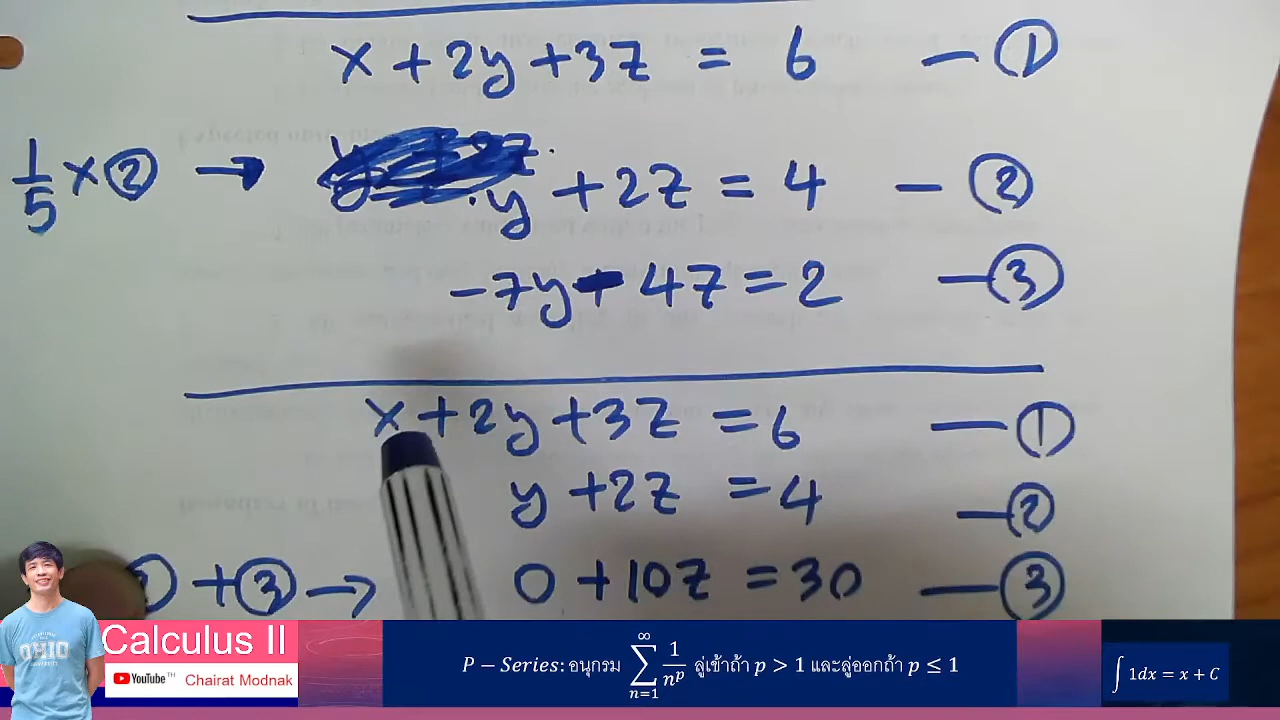 x + 2y + 3z = 6 — ①
1/5 × ② → y + 2z = 4 — ②
-7y - 4z = 2 — ③
x + 2y + 3z = 6 — ①
y + 2z = 4 — ②
+ ③ → 0 + 10z = 30 — ③
OHIO
Calculus II
YouTube TH Chairat Modnak
P – Series: อนุกรม ∑_{n=1}^{∞} 1/n^p ลู่เข้าถ้า p > 1 และลู่ออกถ้า p ≤ 1
∫ 1dx = x + C